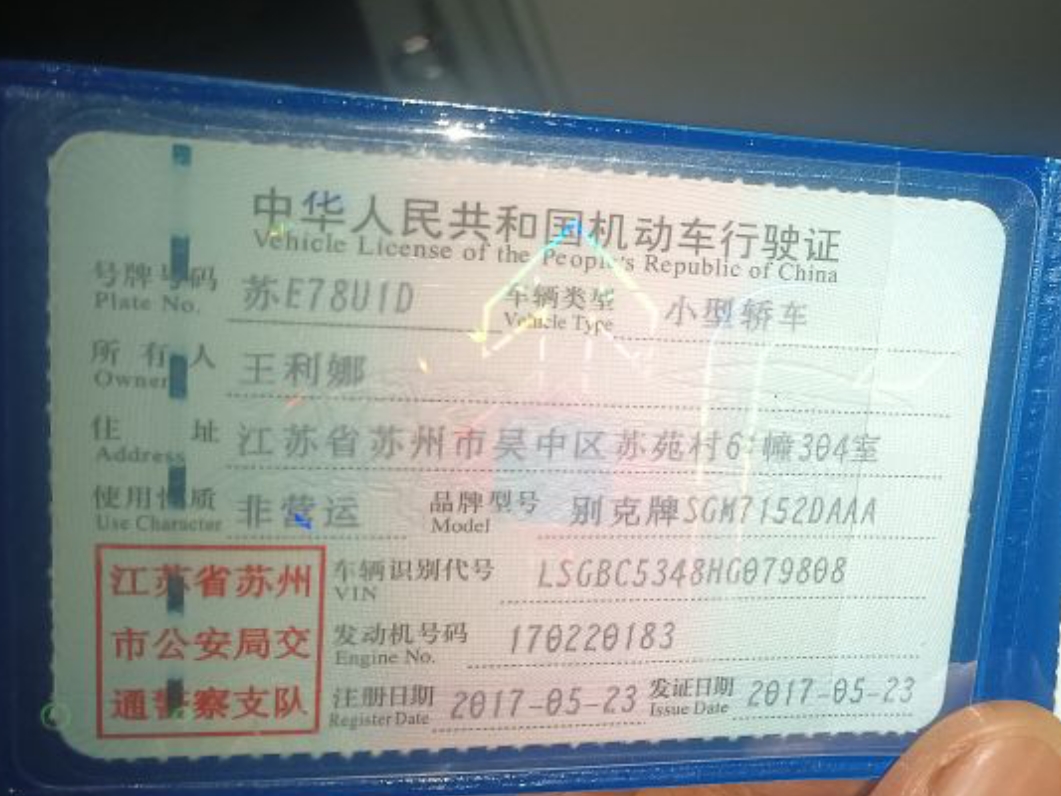 中华人民共和国机动车行驶证
Vehicle License of the People's Republic of China
号牌号码 苏E78U1D 车辆类型 小型轿车
Plate No. Vehicle Type
所有人 王利娜
Owner
住址 江苏省苏州市吴中区苏苑村6幢304室
Address
使用性质 非营运 品牌型号 别克牌SGM7152DAAA
Use Character Model
车辆识别代号 LSGBC5348HG079808
VIN
发动机号码 170220183
Engine No.
注册日期 2017-05-23 发证日期 2017-05-23
Register Date Issue Date
江苏省苏州
市公安局交
通警察支队